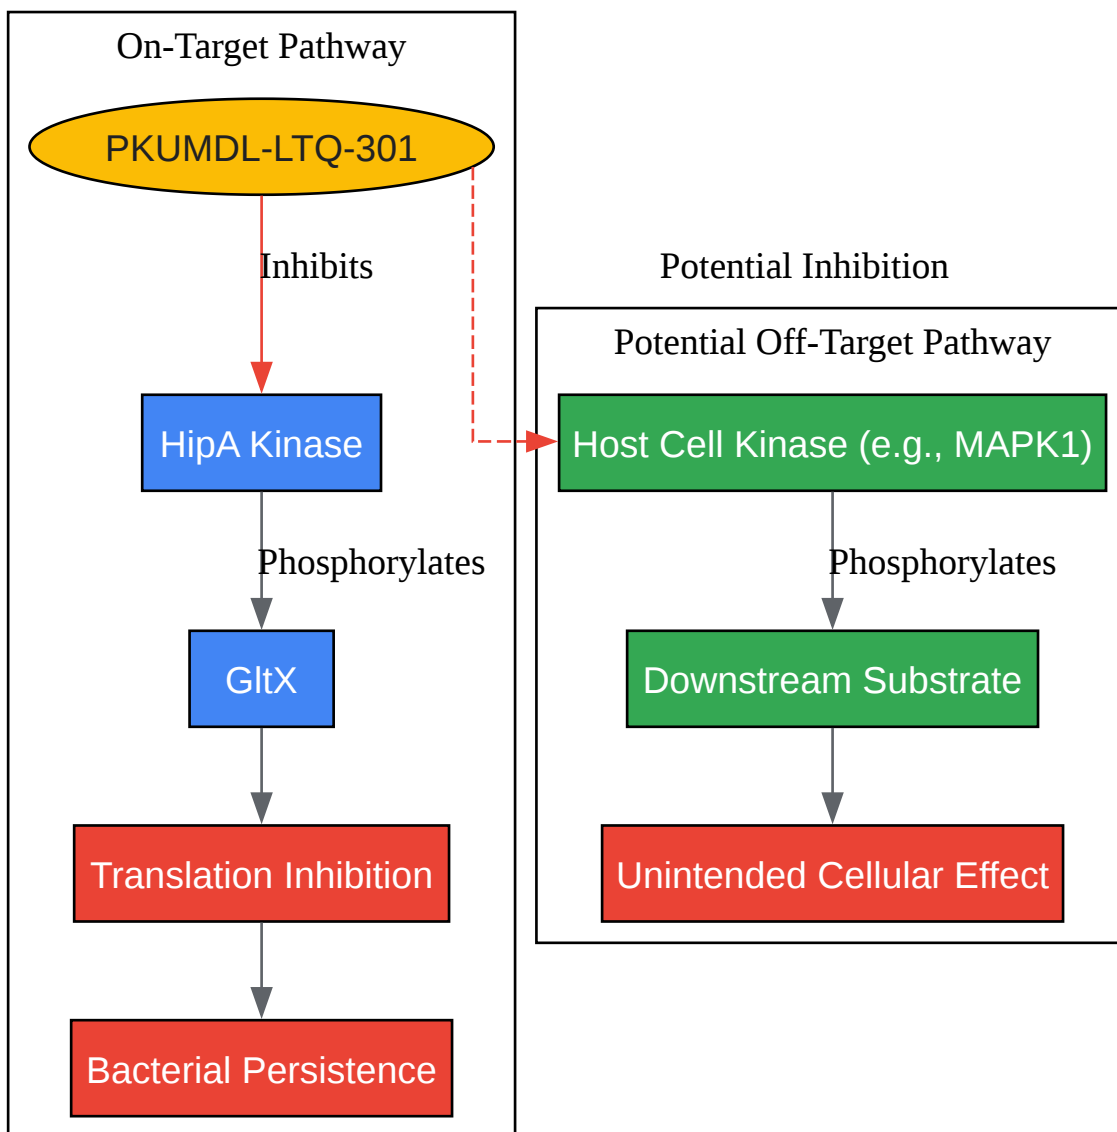 On-Target Pathway
PKUMDL-LTQ-301
Inhibits
HipA Kinase
Phosphorylates
GltX
Translation Inhibition
Bacterial Persistence
Potential Inhibition
Potential Off-Target Pathway
Host Cell Kinase (e.g., MAPK1)
Phosphorylates
Downstream Substrate
Unintended Cellular Effect